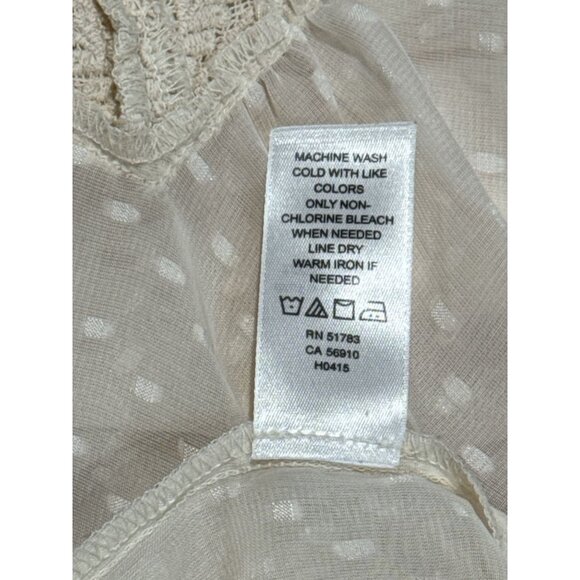 MACHINE WASH
COLD WITH LIKE
COLORS
ONLY NON-
CHLORINE BLEACH
WHEN NEEDED
LINE DRY
WARM IRON IF
NEEDED
RN 51783
CA 56910
H0415